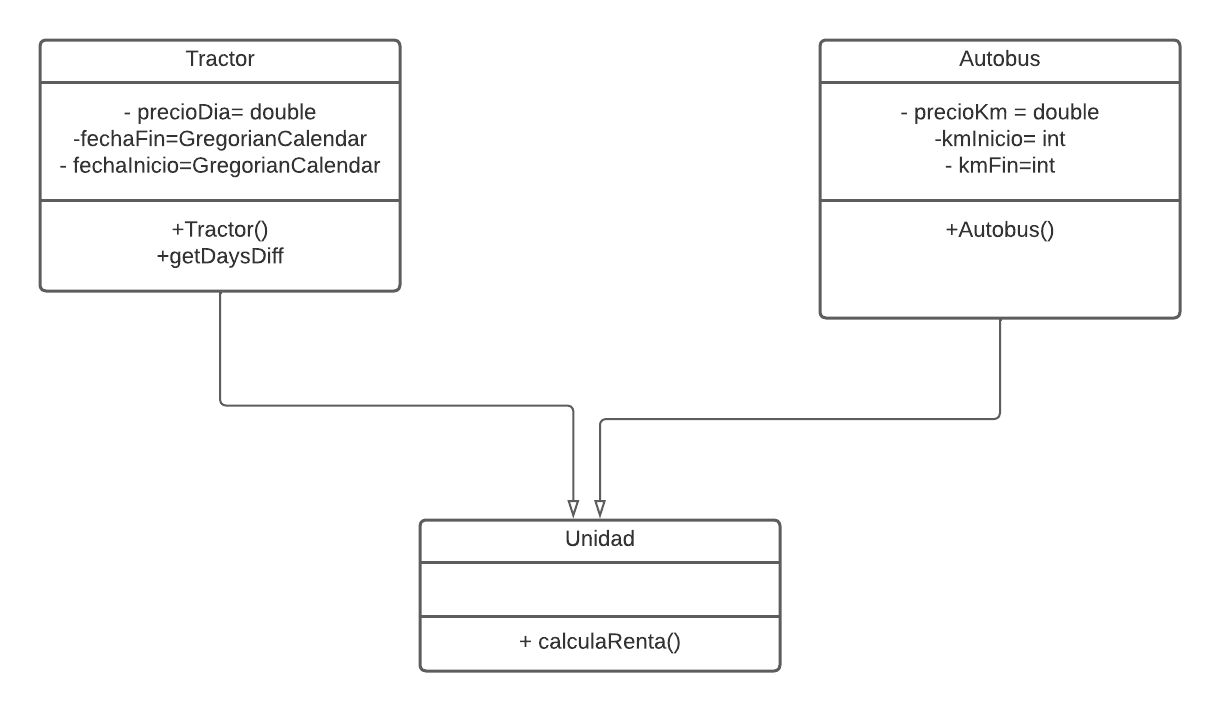 Tractor
- precioDia= double
-fechaFin=GregorianCalendar
- fechaInicio=GregorianCalendar
+Tractor()
+getDaysDiff
Autobus
- precioKm = double
-kmInicio= int
- kmFin=int
+Autobus()
Unidad
+ calculaRenta()